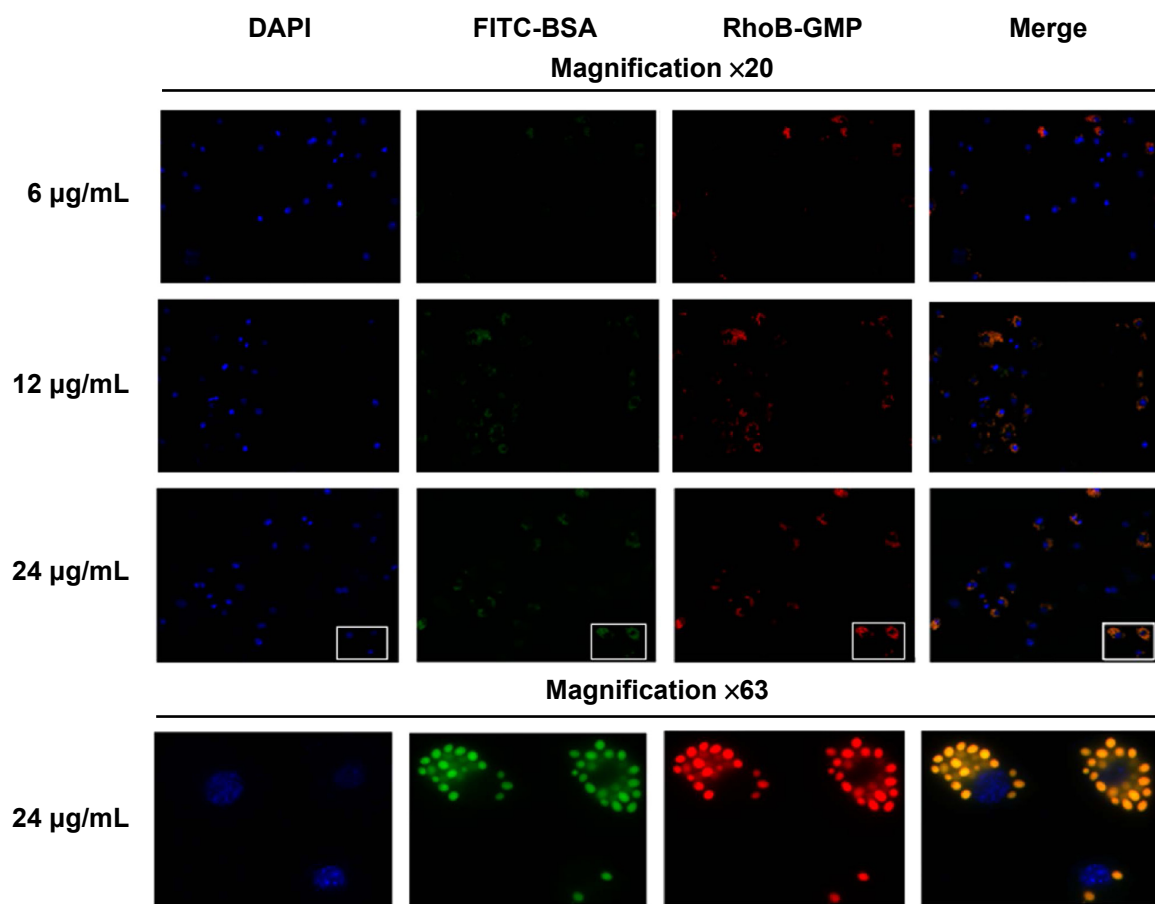 DAPI FITC-BSA RhoB-GMP Merge
Magnification ×20
6 µg/mL
12 µg/mL
24 µg/mL
Magnification ×63
24 µg/mL